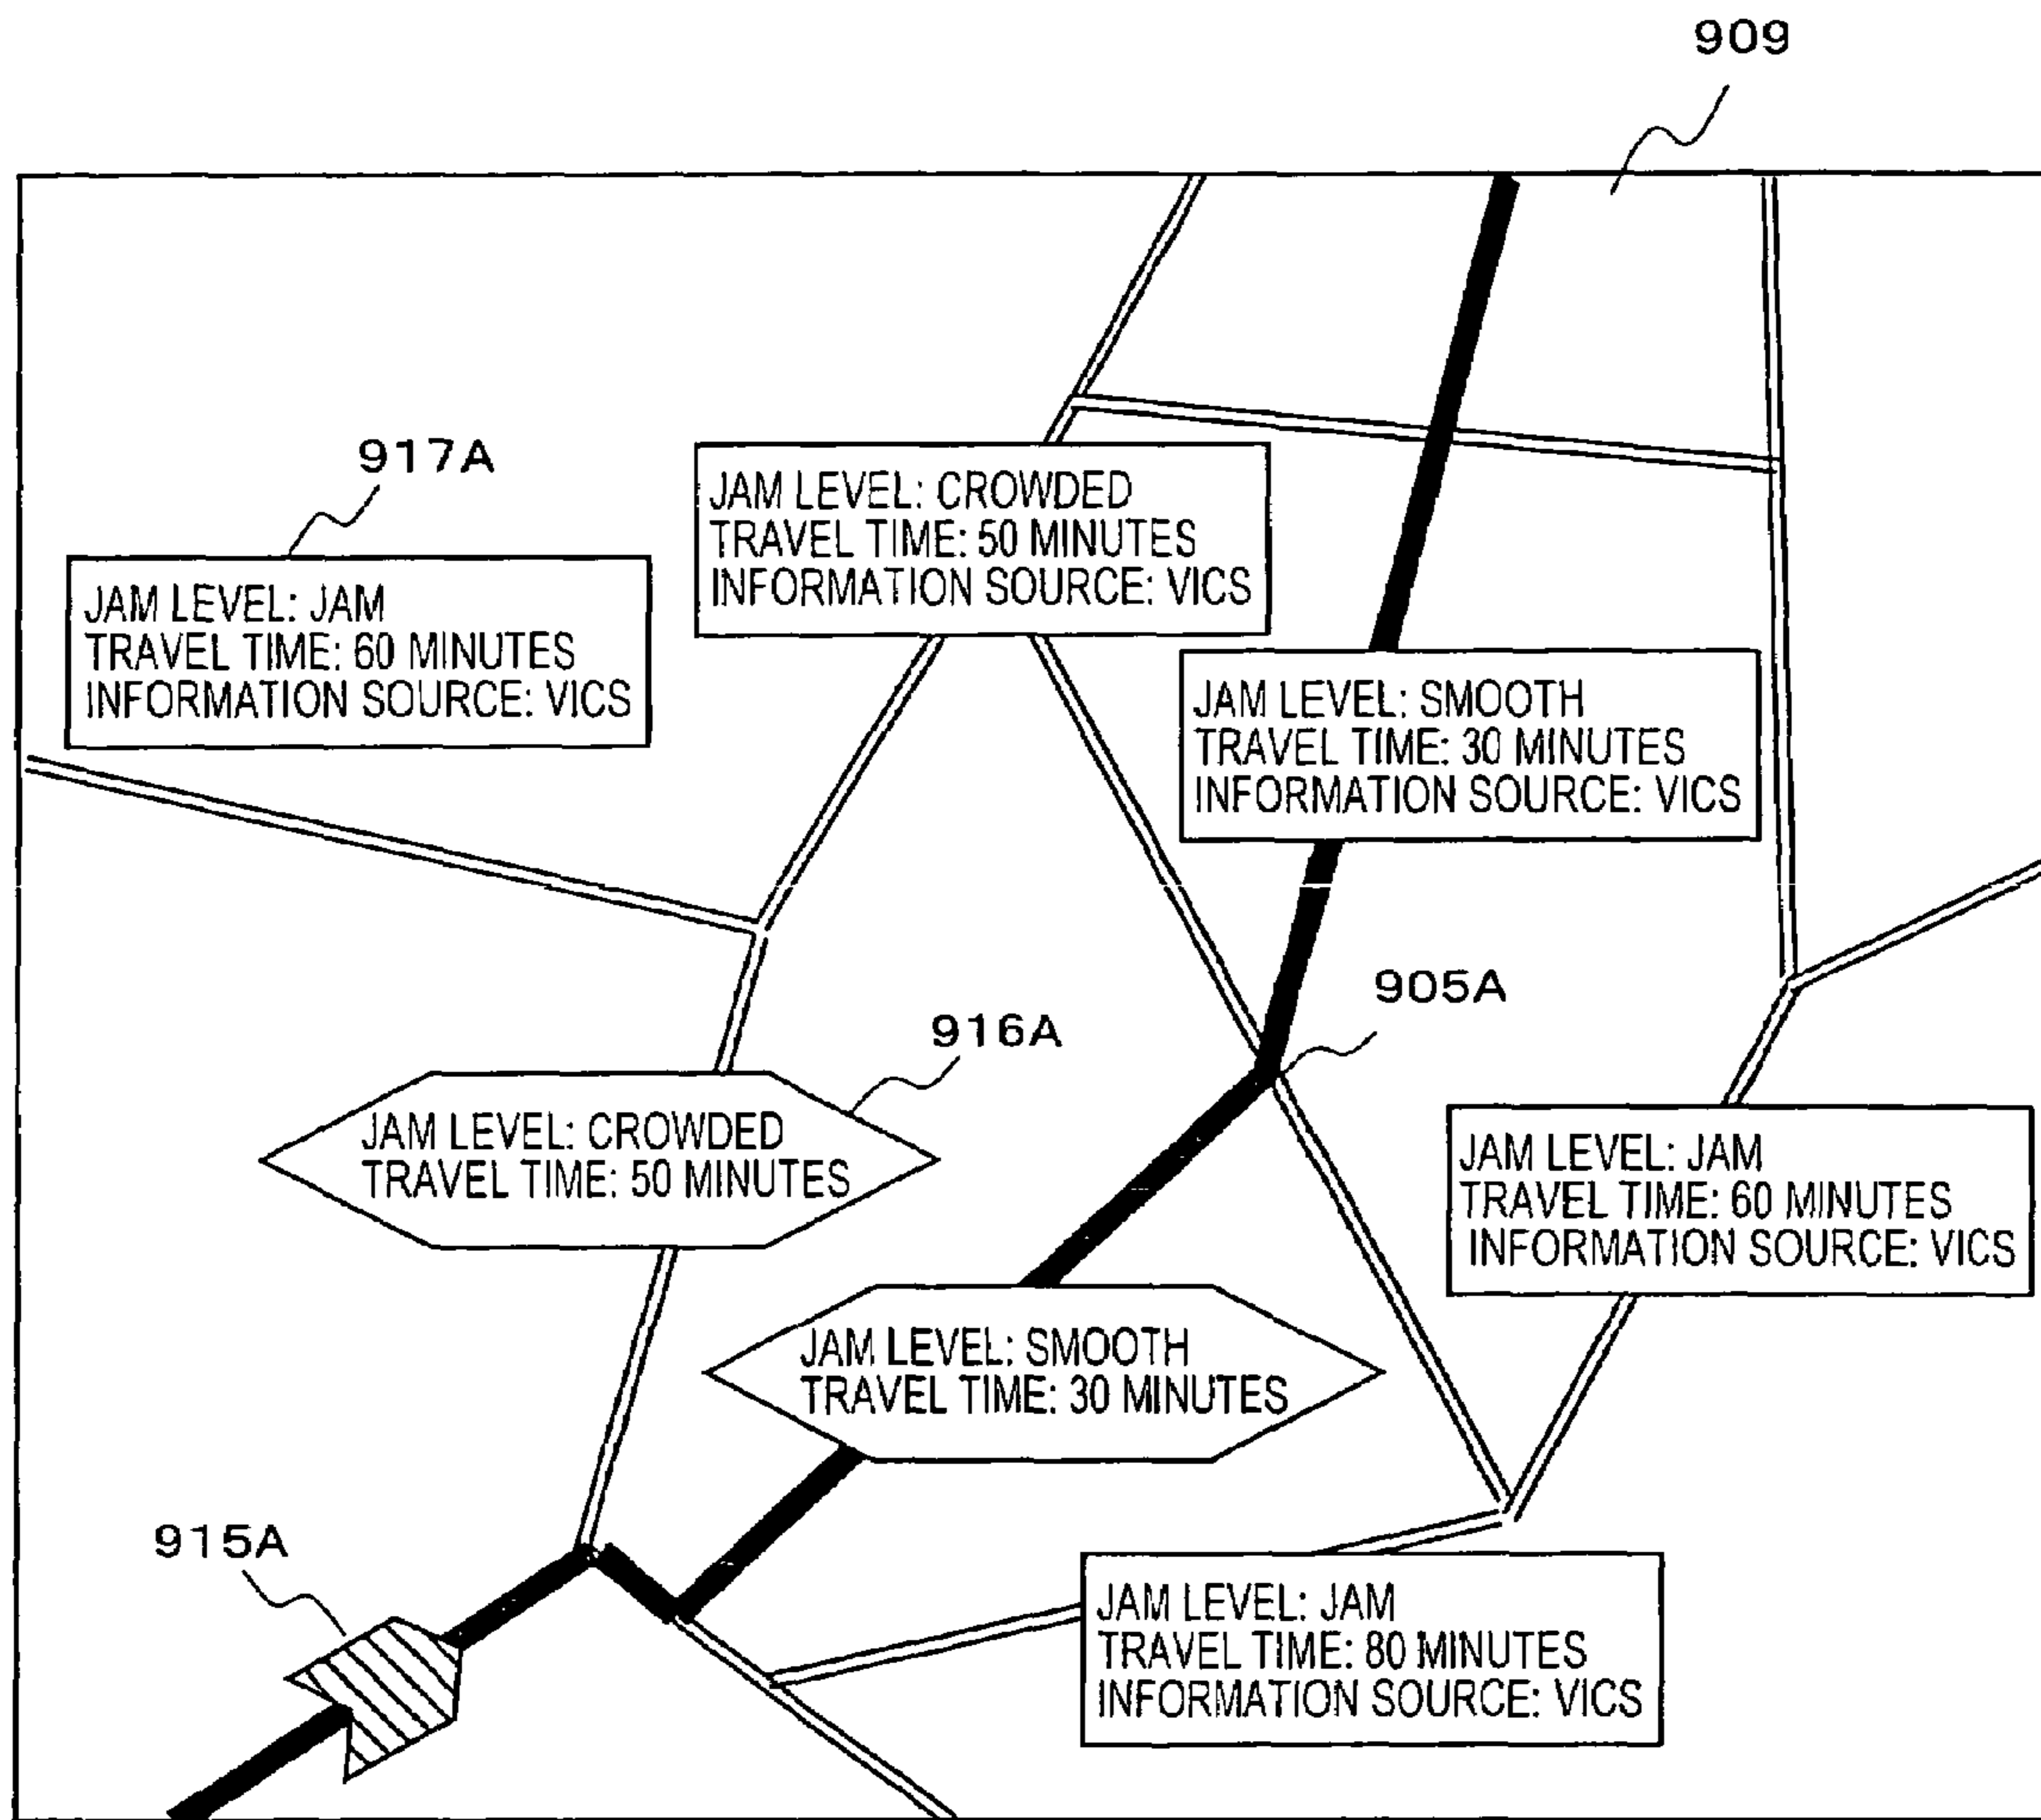 909
917A
JAM LEVEL: CROWDED
TRAVEL TIME: 50 MINUTES
INFORMATION SOURCE: VICS
JAM LEVEL: JAM
TRAVEL TIME: 60 MINUTES
INFORMATION SOURCE: VICS
JAM LEVEL: SMOOTH
TRAVEL TIME: 30 MINUTES
INFORMATION SOURCE: VICS
905A
916A
JAM LEVEL: CROWDED
TRAVEL TIME: 50 MINUTES
JAM LEVEL: JAM
TRAVEL TIME: 60 MINUTES
INFORMATION SOURCE: VICS
JAM LEVEL: SMOOTH
TRAVEL TIME: 30 MINUTES
915A
JAM LEVEL: JAM
TRAVEL TIME: 80 MINUTES
INFORMATION SOURCE: VICS